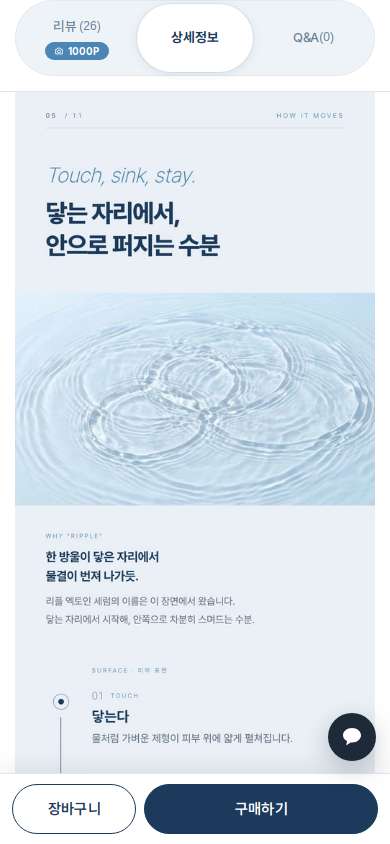 리뷰 (26)
1000P
상세정보
Q&A(0)
05 / 11
HOW IT MOVES
Touch, sink, stay.
닿는 자리에서,
안으로 퍼지는 수분
WHY "RIPPLE"
한 방울이 닿은 자리에서
물결이 번져 나가듯.
리플 엑토인 세럼의 이름은 이 장면에서 왔습니다.
닿는 자리에서 시작해, 안쪽으로 차분히 스며드는 수분.
SURFACE · 피부 표면
01 TOUCH
닿는다
물처럼 가벼운 제형이 피부 위에 얇게 펼쳐집니다.
장바구니
구매하기